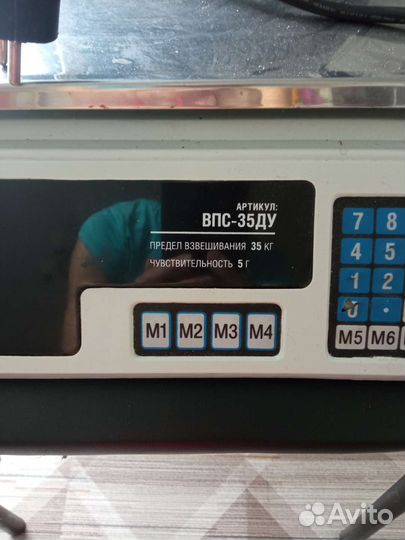 АРТИКУЛ:
ВПС-35ДУ
ПРЕДЕЛ ВЗВЕШИВАНИЯ 35 КГ
ЧУВСТВИТЕЛЬНОСТЬ 5 Г
7 8
4 5
1 2
0 .
M1 M2 M3 M4
M5 M6
Avito